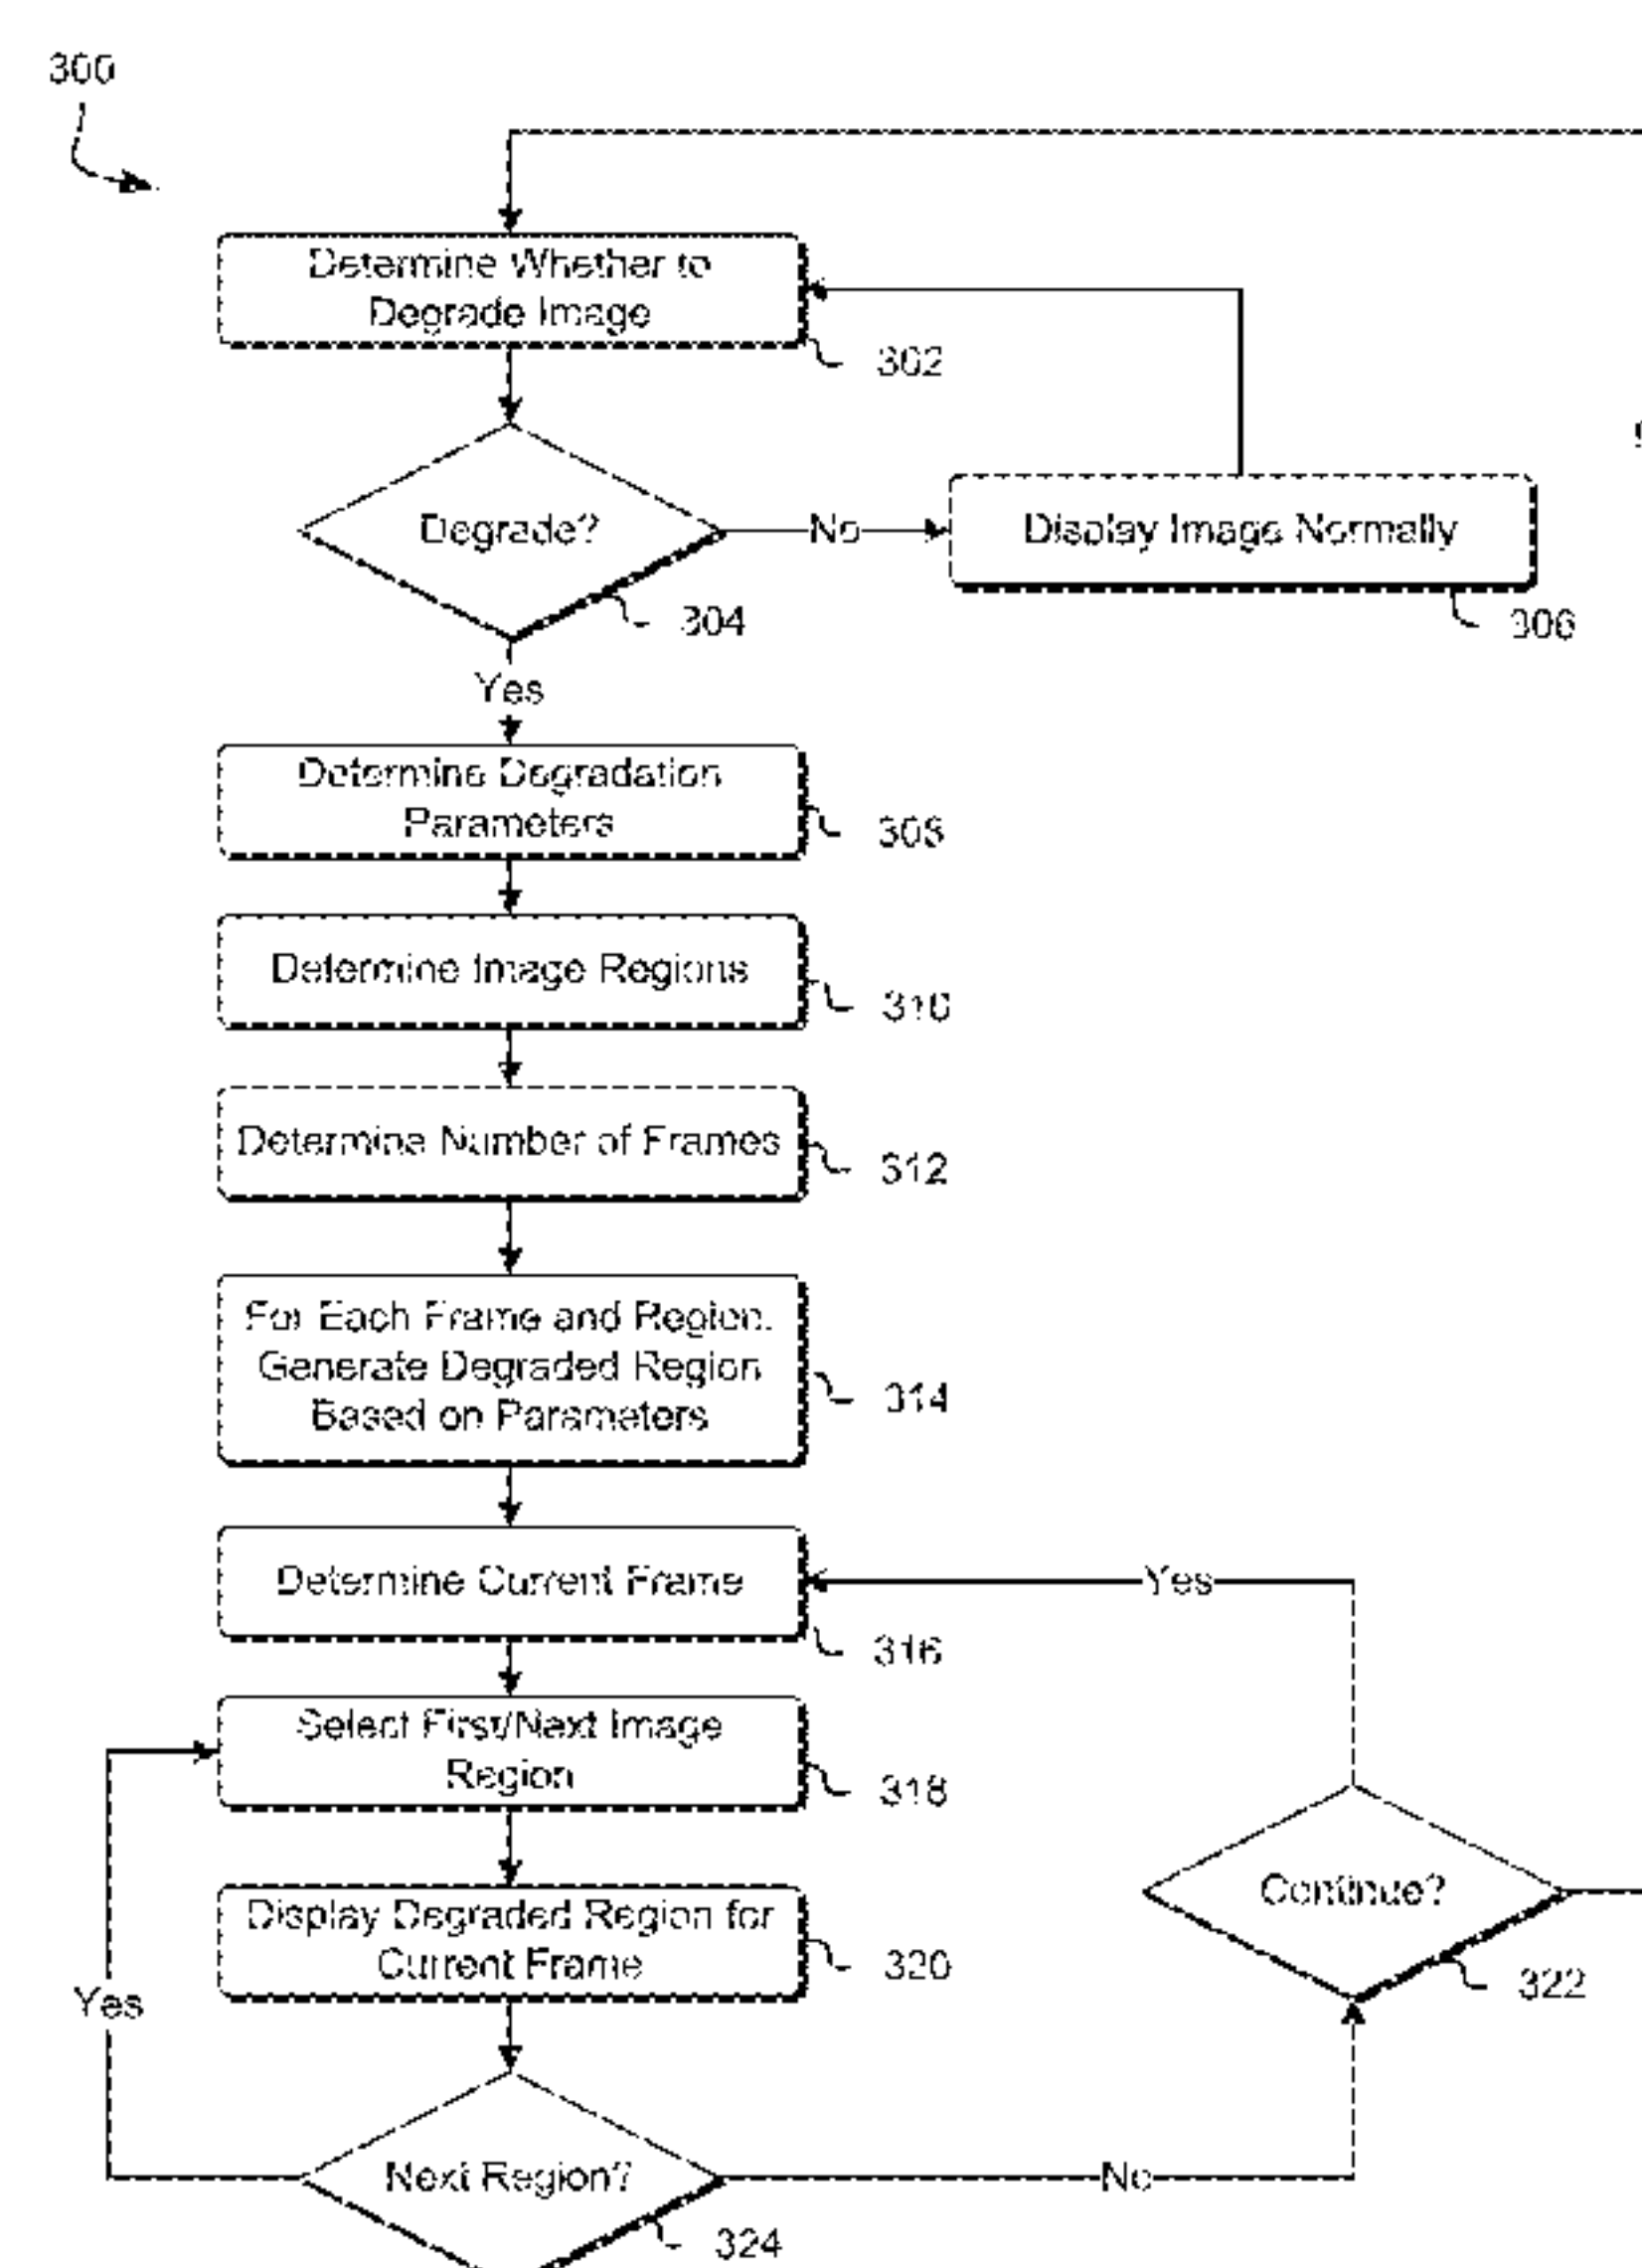 300
Determine Whether to
Degrade Image
302
Degrade?
No
Display Image Normally
304
306
Yes
Determine Degradation
Parameters
308
Determine Image Regions
310
Determine Number of Frames
312
For Each Frame and Region,
Generate Degraded Region
Based on Parameters
314
Determine Current Frame
Yes
316
Select First/Next Image
Region
318
Continue?
Display Degraded Region for
Current Frame
320
322
Yes
Next Region?
No
324